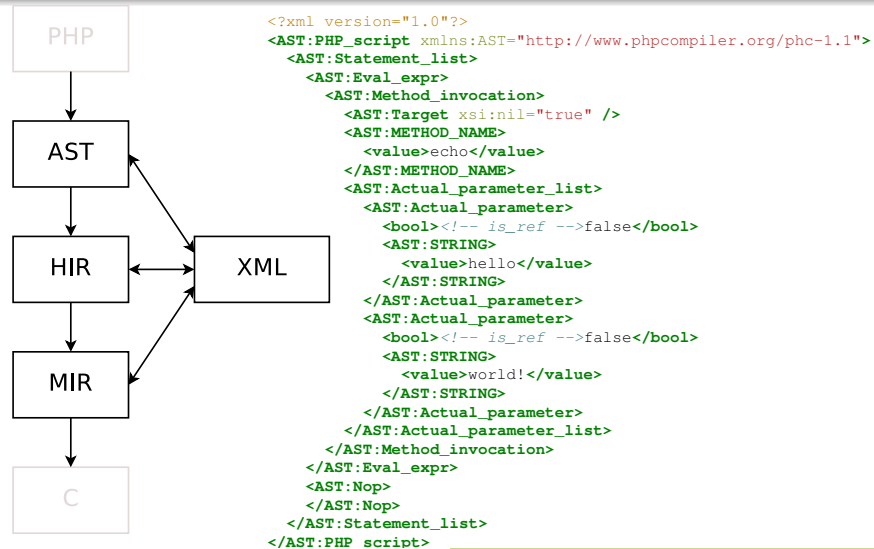 PHP
AST
HIR
XML
MIR
C
<?xml version="1.0"?>
<AST:PHP_script xmlns:AST="http://www.phpcompiler.org/phc-1.1">
  <AST:Statement_list>
    <AST:Eval_expr>
      <AST:Method_invocation>
        <AST:Target xsi:nil="true" />
        <AST:METHOD_NAME>
          <value>echo</value>
        </AST:METHOD_NAME>
        <AST:Actual_parameter_list>
          <AST:Actual_parameter>
            <bool><!-- is_ref -->false</bool>
            <AST:STRING>
              <value>hello</value>
            </AST:STRING>
          </AST:Actual_parameter>
          <AST:Actual_parameter>
            <bool><!-- is_ref -->false</bool>
            <AST:STRING>
              <value>world!</value>
            </AST:STRING>
          </AST:Actual_parameter>
        </AST:Actual_parameter_list>
      </AST:Method_invocation>
    </AST:Eval_expr>
    <AST:Nop>
    </AST:Nop>
  </AST:Statement_list>
</AST:PHP_script>